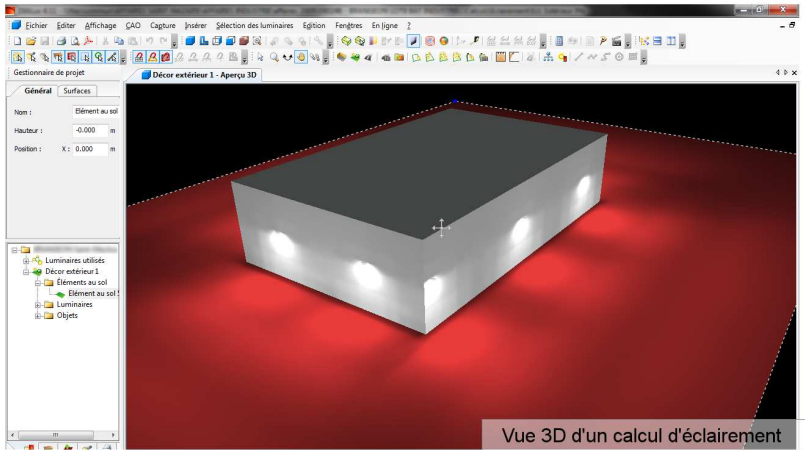 Eichier Editer Affichage CAO Capture Insérer Sélection des luminaires Edition Fenêtres En ligne ?
Gestionnaire de projet
Décor extérieur 1 - Aperçu 3D
Général Surfaces
Nom : Elément au sol
Hauteur : -0.000 m
Position : X : 0.000 m
Luminaires utilisés
Décor extérieur 1
Éléments au sol
Elément au sol
Luminaires
Objets
Vue 3D d'un calcul d'éclairement